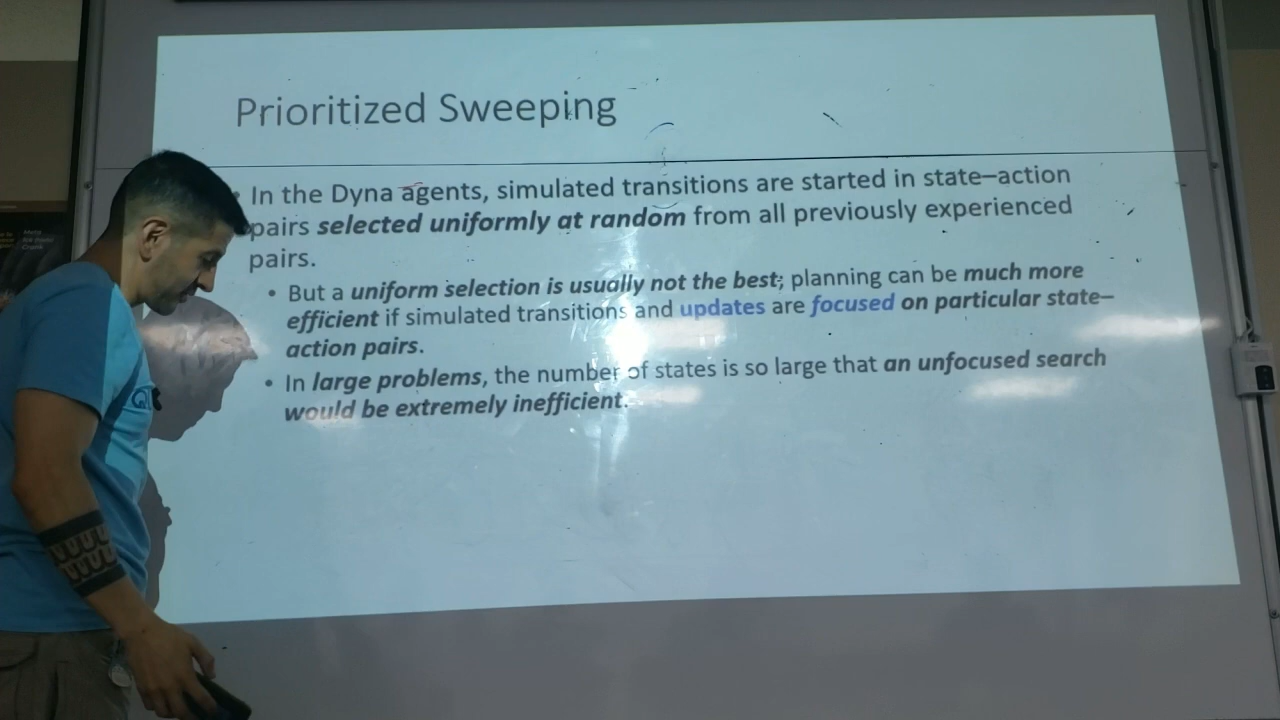 Prioritized Sweeping
• In the Dyna agents, simulated transitions are started in state–action
pairs selected uniformly at random from all previously experienced
pairs.
• But a uniform selection is usually not the best; planning can be much more
efficient if simulated transitions and updates are focused on particular state–
action pairs.
• In large problems, the number of states is so large that an unfocused search
would be extremely inefficient.